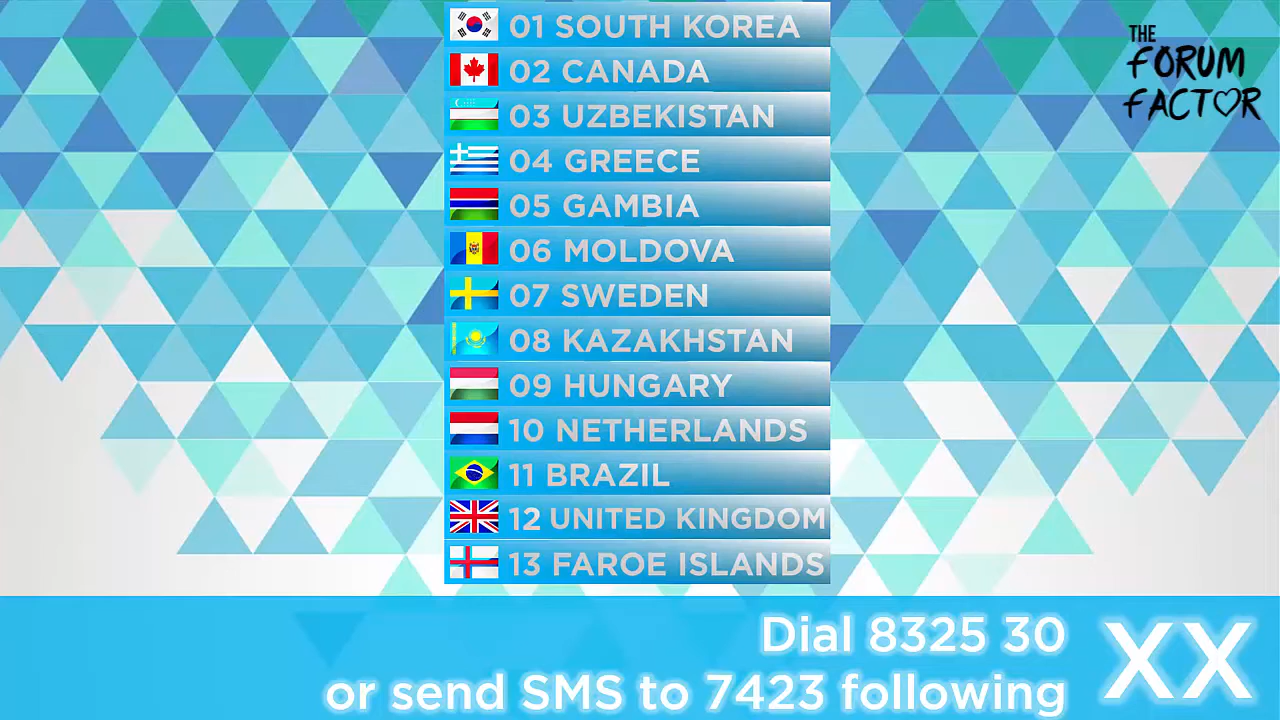 01 SOUTH KOREA
02 CANADA
03 UZBEKISTAN
04 GREECE
05 GAMBIA
06 MOLDOVA
07 SWEDEN
08 KAZAKHSTAN
09 HUNGARY
10 NETHERLANDS
11 BRAZIL
12 UNITED KINGDOM
13 FAROE ISLANDS
THE
FORUM
FACTOR
Dial 8325 30
or send SMS to 7423 following
XX